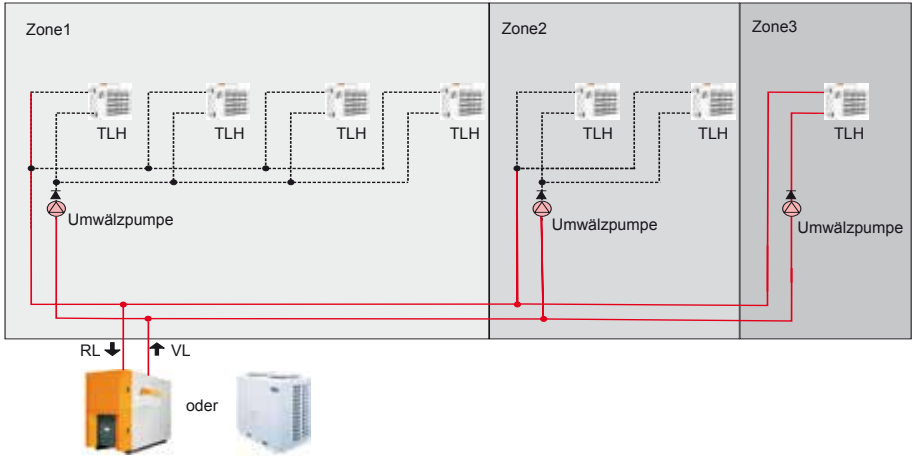 Zone1
Zone2
Zone3
TLH
TLH
TLH
TLH
TLH
TLH
TLH
Umwälzpumpe
Umwälzpumpe
Umwälzpumpe
RL
VL
oder